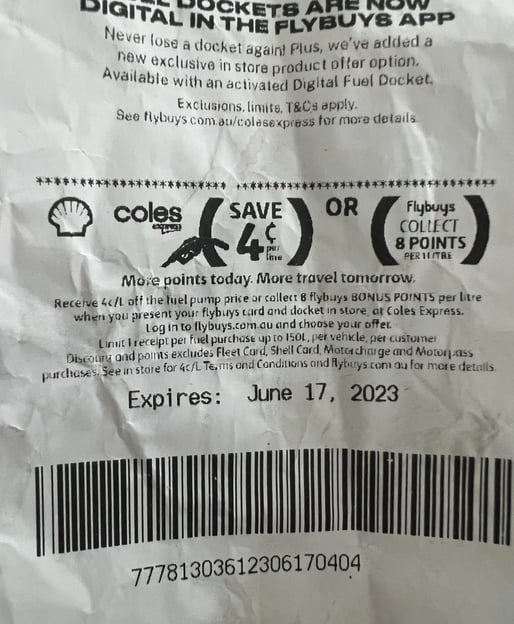 DOCKETS ARE NOW
DIGITAL IN THE FLYBUYS APP
Never lose a docket again! Plus, we've added a
new exclusive in store product offer option.
Available with an activated Digital Fuel Docket.
Exclusions, limits, T&Cs apply.
See flybuys.com.au/colesexpress for more details.
coles express
SAVE 4¢ per litre
OR
Flybuys
COLLECT
8 POINTS
PER 1 LITRE
More points today. More travel tomorrow.
Receive 4c/L off the fuel pump price or collect 8 flybuys BONUS POINTS per litre
when you present your flybuys card and docket in store, at Coles Express.
Log in to flybuys.com.au and choose your offer.
Limit 1 receipt per fuel purchase up to 150L, per vehicle, per customer
Discount and points excludes Fleet Card, Shell Card, Motorcharge and Motorpass
purchases. See in store for 4c/L Terms and Conditions and flybuys.com.au for more details.
Expires: June 17, 2023
77781303612306170404